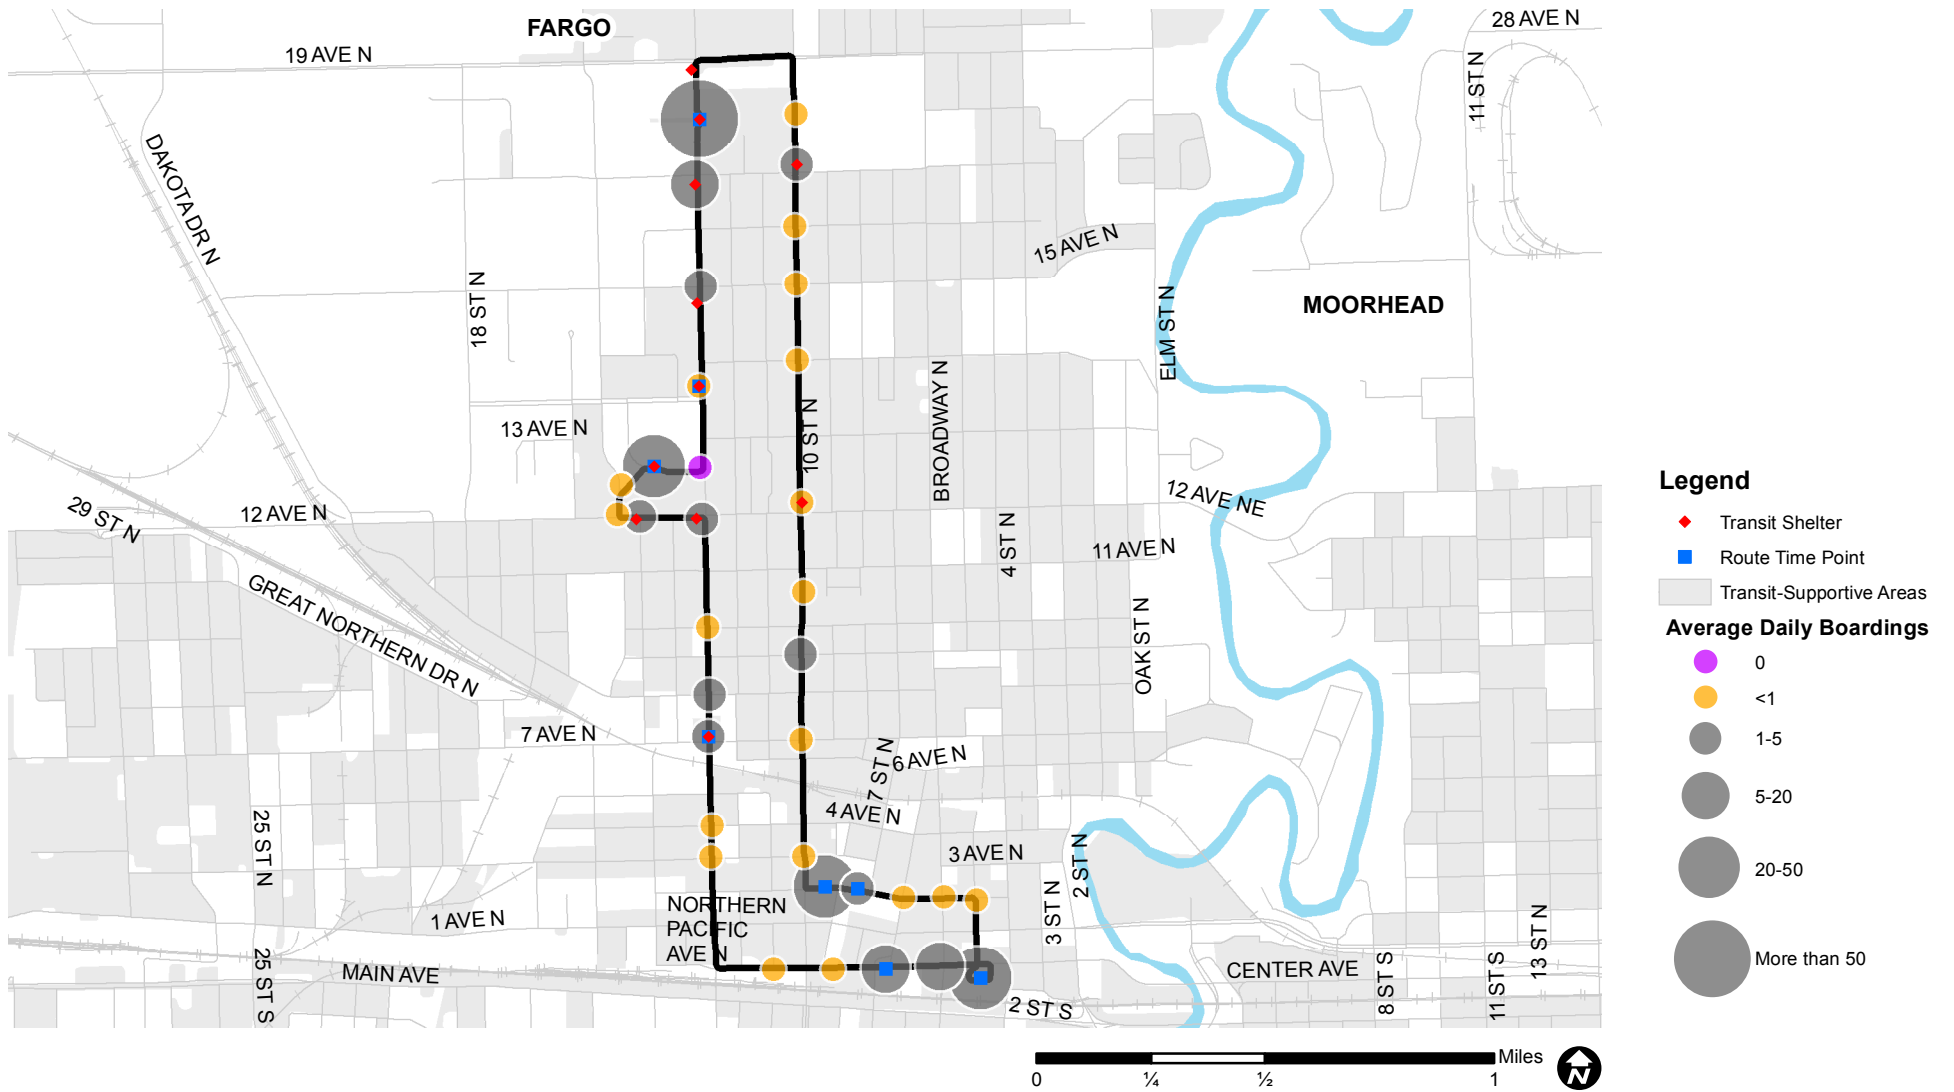 FARGO
28 AVE N
19 AVE N
11 ST N
DAKOTA DR N
15 AVE N
18 ST N
ELM ST N
MOORHEAD
BROADWAY N
10 ST N
13 AVE N
12 AVE NE
29 ST N
12 AVE N
4 ST N
11 AVE N
GREAT NORTHERN DR N
OAK ST N
7 AVE N
7 ST N
6 AVE N
4 AVE N
25 ST N
3 AVE N
2 ST N
NORTHERN
PACIFIC
AVE N
1 AVE N
3 ST N
13 ST N
25 ST S
MAIN AVE
CENTER AVE
8 ST S
11 ST S
2 ST S
Legend
Transit Shelter
Route Time Point
Transit-Supportive Areas
Average Daily Boardings
0
<1
1-5
5-20
20-50
More than 50
Miles
0
¼
½
1
N